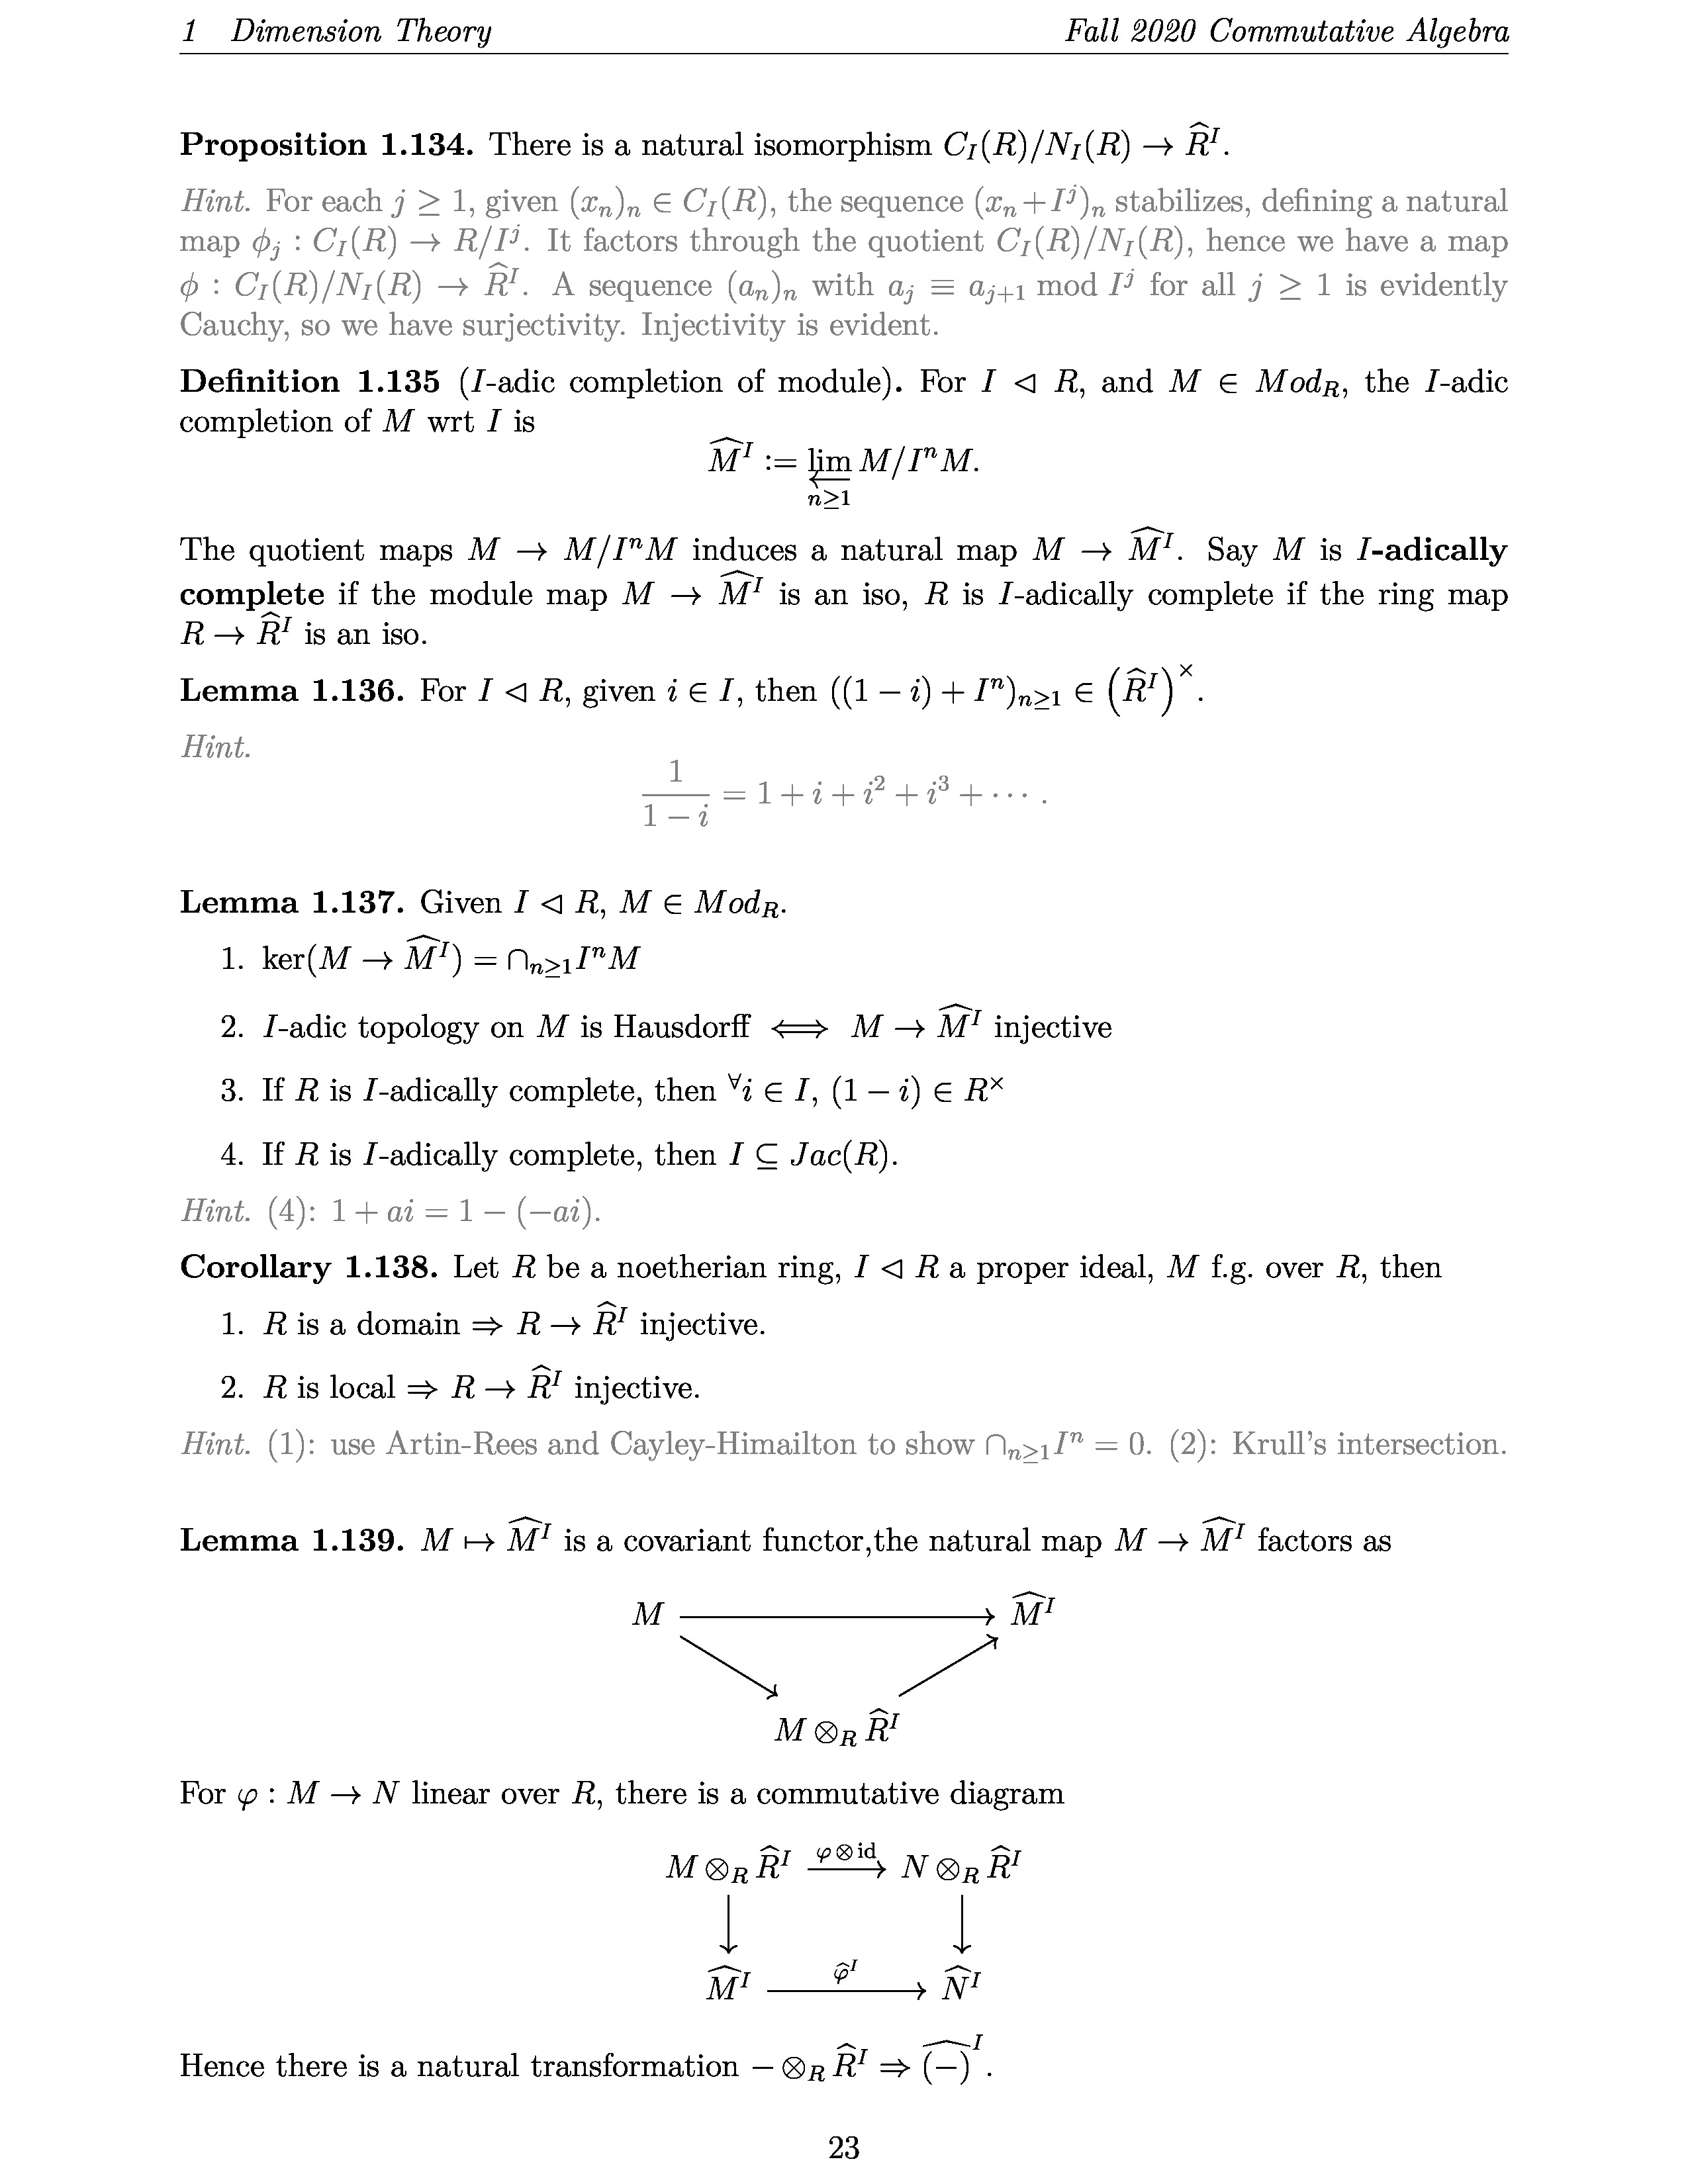 1 Dimension Theory Fall 2020 Commutative Algebra
Proposition 1.134. There is a natural isomorphism $C_I(R)/N_I(R) \to \widehat{R}^I$.
Hint. For each $j \geq 1$, given $(x_n)_n \in C_I(R)$, the sequence $(x_n + I^j)_n$ stabilizes, defining a natural
map $\phi_j : C_I(R) \to R/I^j$. It factors through the quotient $C_I(R)/N_I(R)$, hence we have a map
$\phi : C_I(R)/N_I(R) \to \widehat{R}^I$. A sequence $(a_n)_n$ with $a_j \equiv a_{j+1}$ mod $I^j$ for all $j \geq 1$ is evidently
Cauchy, so we have surjectivity. Injectivity is evident.
Definition 1.135 ($I$-adic completion of module). For $I \lhd R$, and $M \in Mod_R$, the $I$-adic
completion of $M$ wrt $I$ is
$\widehat{M}^I := \varprojlim_{n \geq 1} M/I^n M.$
The quotient maps $M \to M/I^n M$ induces a natural map $M \to \widehat{M}^I$. Say $M$ is $I$-adically
complete if the module map $M \to \widehat{M}^I$ is an iso, $R$ is $I$-adically complete if the ring map
$R \to \widehat{R}^I$ is an iso.
Lemma 1.136. For $I \lhd R$, given $i \in I$, then $((1 - i) + I^n)_{n \geq 1} \in \left(\widehat{R}^I\right)^\times$.
Hint.
$\frac{1}{1 - i} = 1 + i + i^2 + i^3 + \cdots.$
Lemma 1.137. Given $I \lhd R$, $M \in Mod_R$.
1. $\ker(M \to \widehat{M}^I) = \cap_{n \geq 1} I^n M$
2. $I$-adic topology on $M$ is Hausdorff $\iff$ $M \to \widehat{M}^I$ injective
3. If $R$ is $I$-adically complete, then ${}^\forall i \in I$, $(1 - i) \in R^\times$
4. If $R$ is $I$-adically complete, then $I \subseteq Jac(R)$.
Hint. (4): $1 + ai = 1 - (-ai)$.
Corollary 1.138. Let $R$ be a noetherian ring, $I \lhd R$ a proper ideal, $M$ f.g. over $R$, then
1. $R$ is a domain $\Rightarrow R \to \widehat{R}^I$ injective.
2. $R$ is local $\Rightarrow R \to \widehat{R}^I$ injective.
Hint. (1): use Artin-Rees and Cayley-Himailton to show $\cap_{n \geq 1} I^n = 0$. (2): Krull's intersection.
Lemma 1.139. $M \mapsto \widehat{M}^I$ is a covariant functor,the natural map $M \to \widehat{M}^I$ factors as
$M$ → $\widehat{M}^I$
$M \otimes_R \widehat{R}^I$
For $\varphi : M \to N$ linear over $R$, there is a commutative diagram
$M \otimes_R \widehat{R}^I \xrightarrow{\varphi \otimes \mathrm{id}} N \otimes_R \widehat{R}^I$
$\widehat{M}^I \xrightarrow{\widehat{\varphi}^I} \widehat{N}^I$
Hence there is a natural transformation $- \otimes_R \widehat{R}^I \Rightarrow \widehat{(-)}^I$.
23